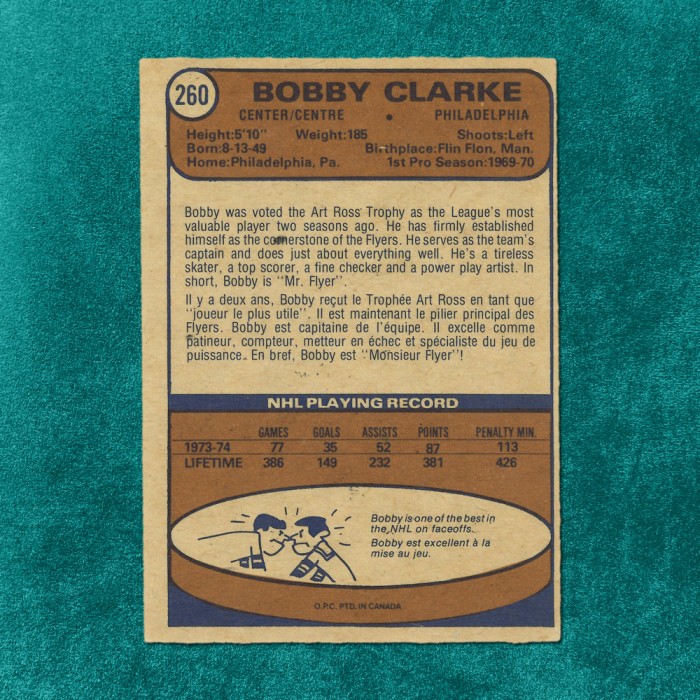 260
BOBBY CLARKE
CENTER/CENTRE • PHILADELPHIA
Height:5'10" Weight:185 Shoots:Left
Born:8-13-49 Birthplace:Flin Flon, Man.
Home:Philadelphia, Pa. 1st Pro Season:1969-70
Bobby was voted the Art Ross Trophy as the League's most
valuable player two seasons ago. He has firmly established
himself as the cornerstone of the Flyers. He serves as the team's
captain and does just about everything well. He's a tireless
skater, a top scorer, a fine checker and a power play artist. In
short, Bobby is "Mr. Flyer".
Il y a deux ans, Bobby reçut le Trophée Art Ross en tant que
"joueur le plus utile". Il est maintenant le pilier principal des
Flyers. Bobby est capitaine de l'équipe. Il excelle comme
patineur, compteur, metteur en échec et spécialiste du jeu de
puissance. En bref, Bobby est "Monsieur Flyer"!
NHL PLAYING RECORD
GAMES GOALS ASSISTS POINTS PENALTY MIN.
1973-74 77 35 52 87 113
LIFETIME 386 149 232 381 426
Bobby is one of the best in
the NHL on faceoffs.
Bobby est excellent à la
mise au jeu.
O.P.C. PTD. IN CANADA